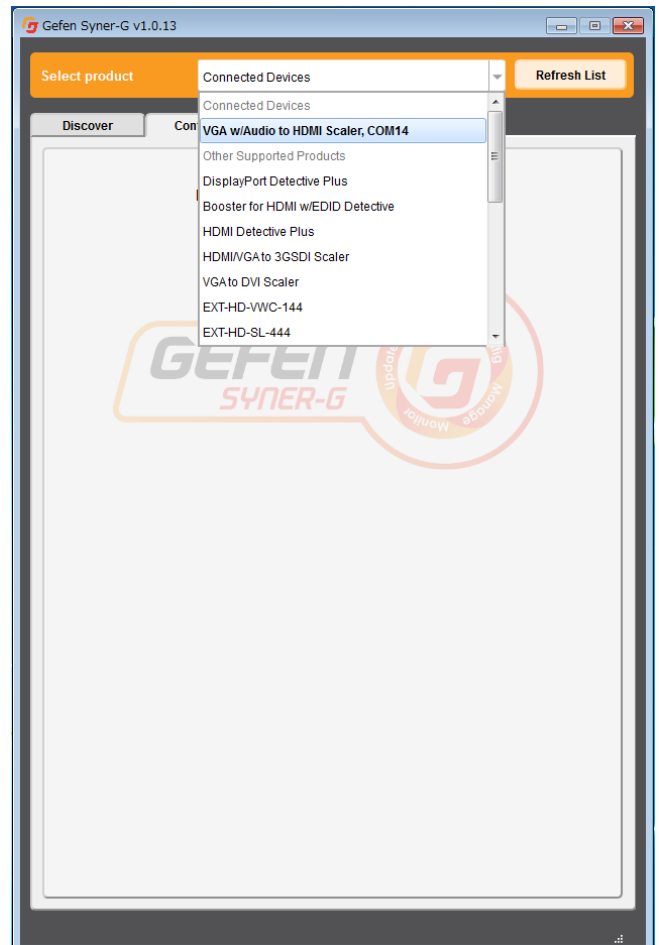 Gefen Syner-G v1.0.13
Select product
Connected Devices
Refresh List
Discover
Connected Devices
VGA w/Audio to HDMI Scaler, COM14
Other Supported Products
DisplayPort Detective Plus
Booster for HDMI w/EDID Detective
HDMI Detective Plus
HDMI/VGA to 3GSDI Scaler
VGA to DVI Scaler
EXT-HD-VWC-144
EXT-HD-SL-444
GEFEN
SYNER-G
Manage
Monitor